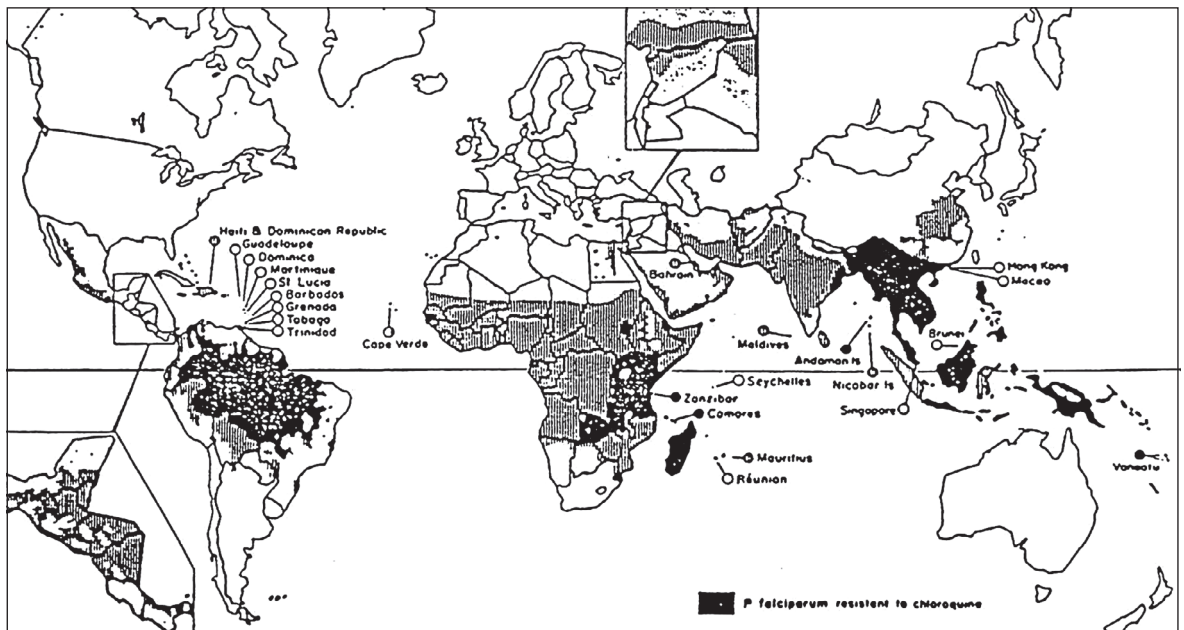 Haiti & Dominican Republic
Guadeloupe
Dominica
Martinique
St Lucia
Barbados
Grenada
Tobago
Trinidad
Cape Verde
Bahrain
Maldives
Andaman Is
Nicobar Is
Singapore
Brunei
Hong Kong
Macao
Seychelles
Zanzibar
Comores
Mauritius
Réunion
Vanuatu
P falciparum resistant to chloroquine